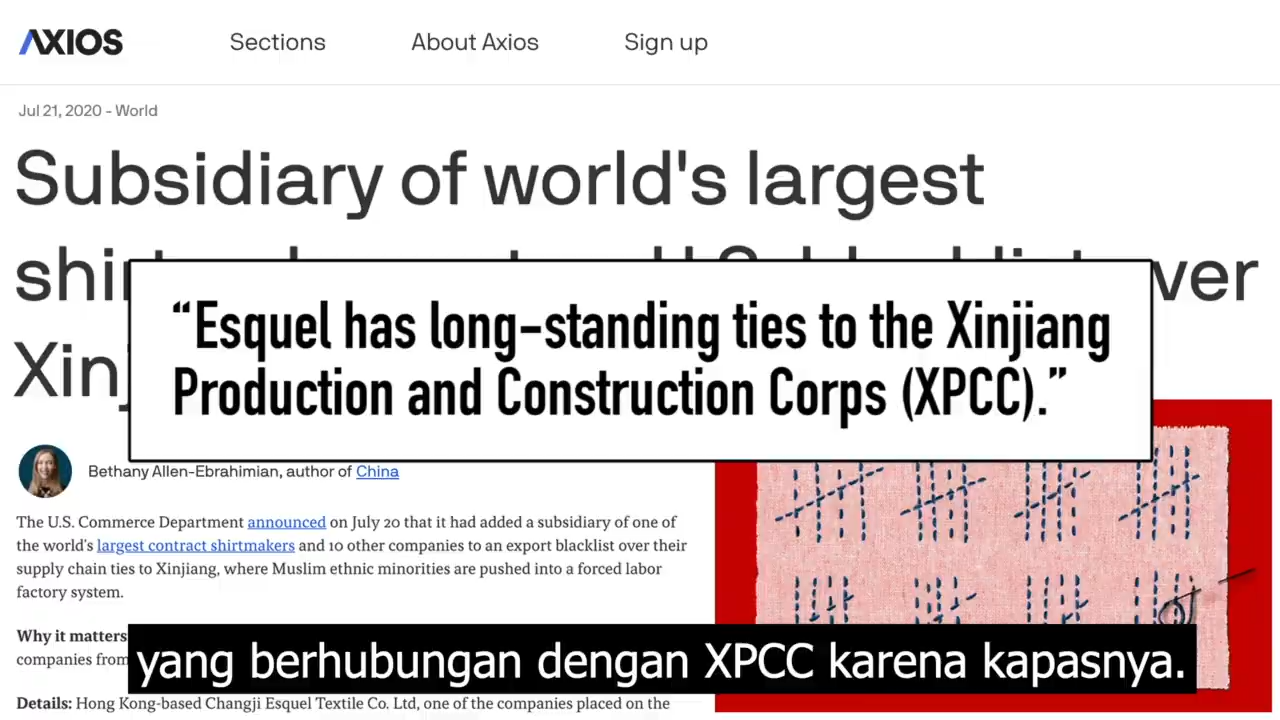 AXIOS
Sections
About Axios
Sign up
Jul 21, 2020 - World
Subsidiary of world's largest
“Esquel has long-standing ties to the Xinjiang
Production and Construction Corps (XPCC).”
Bethany Allen-Ebrahimian, author of China
The U.S. Commerce Department announced on July 20 that it had added a subsidiary of one of
the world's largest contract shirtmakers and 10 other companies to an export blacklist over their
supply chain ties to Xinjiang, where Muslim ethnic minorities are pushed into a forced labor
factory system.
Why it matters
companies from
yang berhubungan dengan XPCC karena kapasnya.
Details: Hong Kong-based Changji Esquel Textile Co. Ltd, one of the companies placed on the